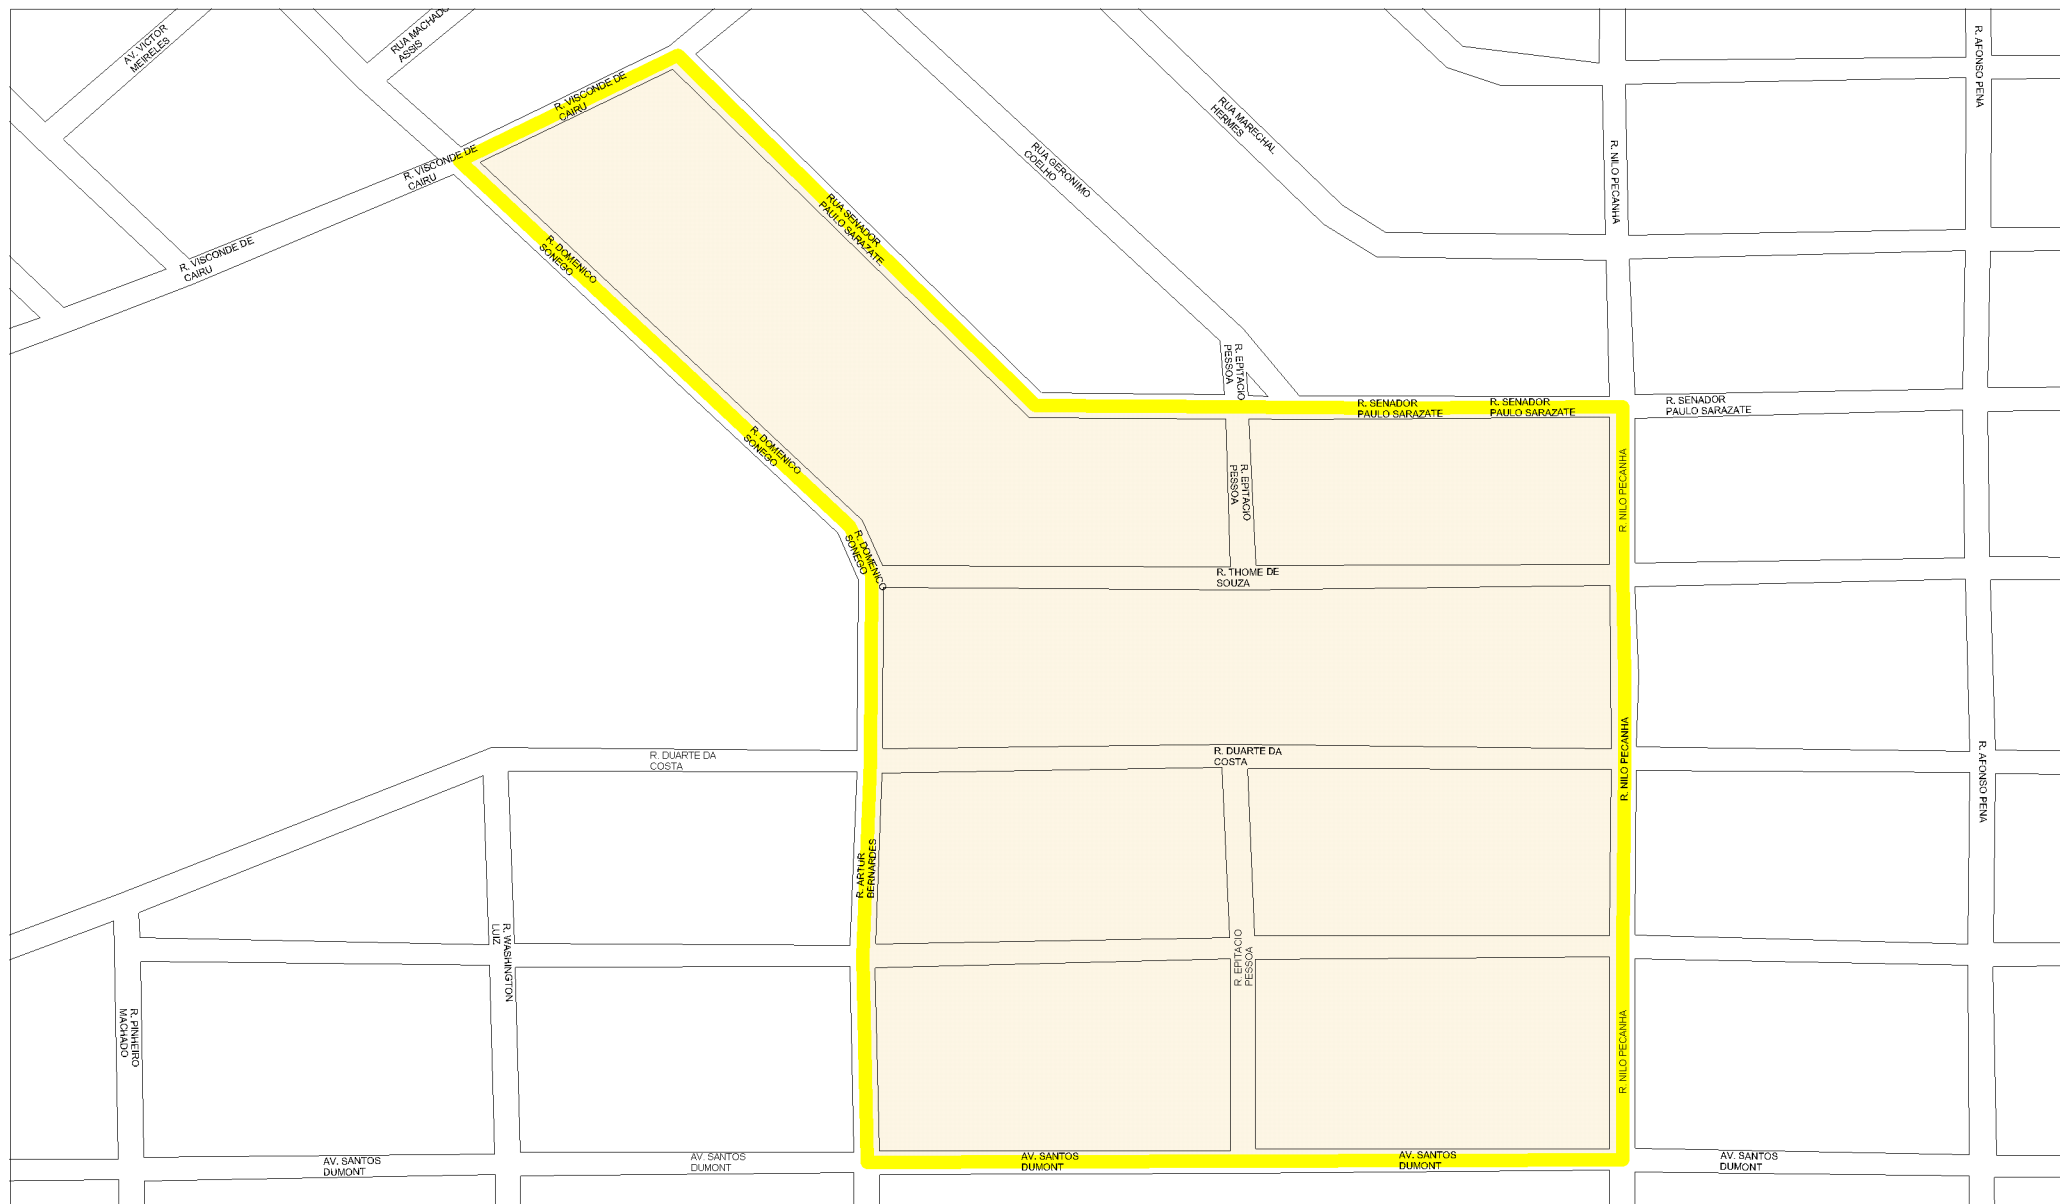 AV. VICTOR
MEIRELES
RUA MACHADO
ASSIS
R. AFONSO PENA
R. VISCONDE DE
CAIRU
RUA MARECHAL
HERMES
R. NILO PECANHA
R. VISCONDE DE
CAIRU
RUA GERONIMO
COELHO
RUA SENADOR
PAULO SARAZATE
R. VISCONDE DE
CAIRU
R. DOMENICO
SONEGO
R. EPITACIO
PESSOA
R. SENADOR
PAULO SARAZATE
R. SENADOR
PAULO SARAZATE
R. SENADOR
PAULO SARAZATE
R. DOMENICO
SONEGO
R. EPITACIO
PESSOA
R. NILO PECANHA
R. DOMENICO
SONEGO
R. THOME DE
SOUZA
R. DUARTE DA
COSTA
R. DUARTE DA
COSTA
R. NILO PECANHA
R. AFONSO PENA
R. ARTUR
BERNARDES
R. WASHINGTON
LUIZ
R. EPITACIO
PESSOA
R. PINHEIRO
MACHADO
R. NILO PECANHA
AV. SANTOS
DUMONT
AV. SANTOS
DUMONT
AV. SANTOS
DUMONT
AV. SANTOS
DUMONT
AV. SANTOS
DUMONT